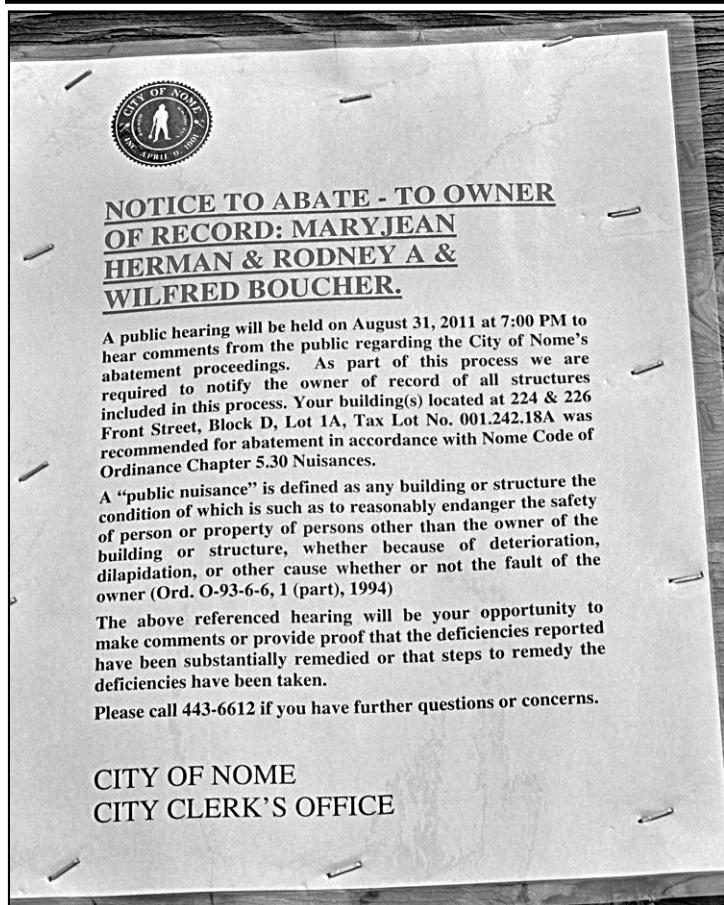 CITY OF NOME
INC. APRIL 9, 1901
NOTICE TO ABATE - TO OWNER
OF RECORD: MARYJEAN
HERMAN & RODNEY A &
WILFRED BOUCHER.
A public hearing will be held on August 31, 2011 at 7:00 PM to
hear comments from the public regarding the City of Nome's
abatement proceedings. As part of this process we are
required to notify the owner of record of all structures
included in this process. Your building(s) located at 224 & 226
Front Street, Block D, Lot 1A, Tax Lot No. 001.242.18A was
recommended for abatement in accordance with Nome Code of
Ordinance Chapter 5.30 Nuisances.
A “public nuisance” is defined as any building or structure the
condition of which is such as to reasonably endanger the safety
of person or property of persons other than the owner of the
building or structure, whether because of deterioration,
dilapidation, or other cause whether or not the fault of the
owner (Ord. O-93-6-6, 1 (part), 1994)
The above referenced hearing will be your opportunity to
make comments or provide proof that the deficiencies reported
have been substantially remedied or that steps to remedy the
deficiencies have been taken.
Please call 443-6612 if you have further questions or concerns.
CITY OF NOME
CITY CLERK'S OFFICE